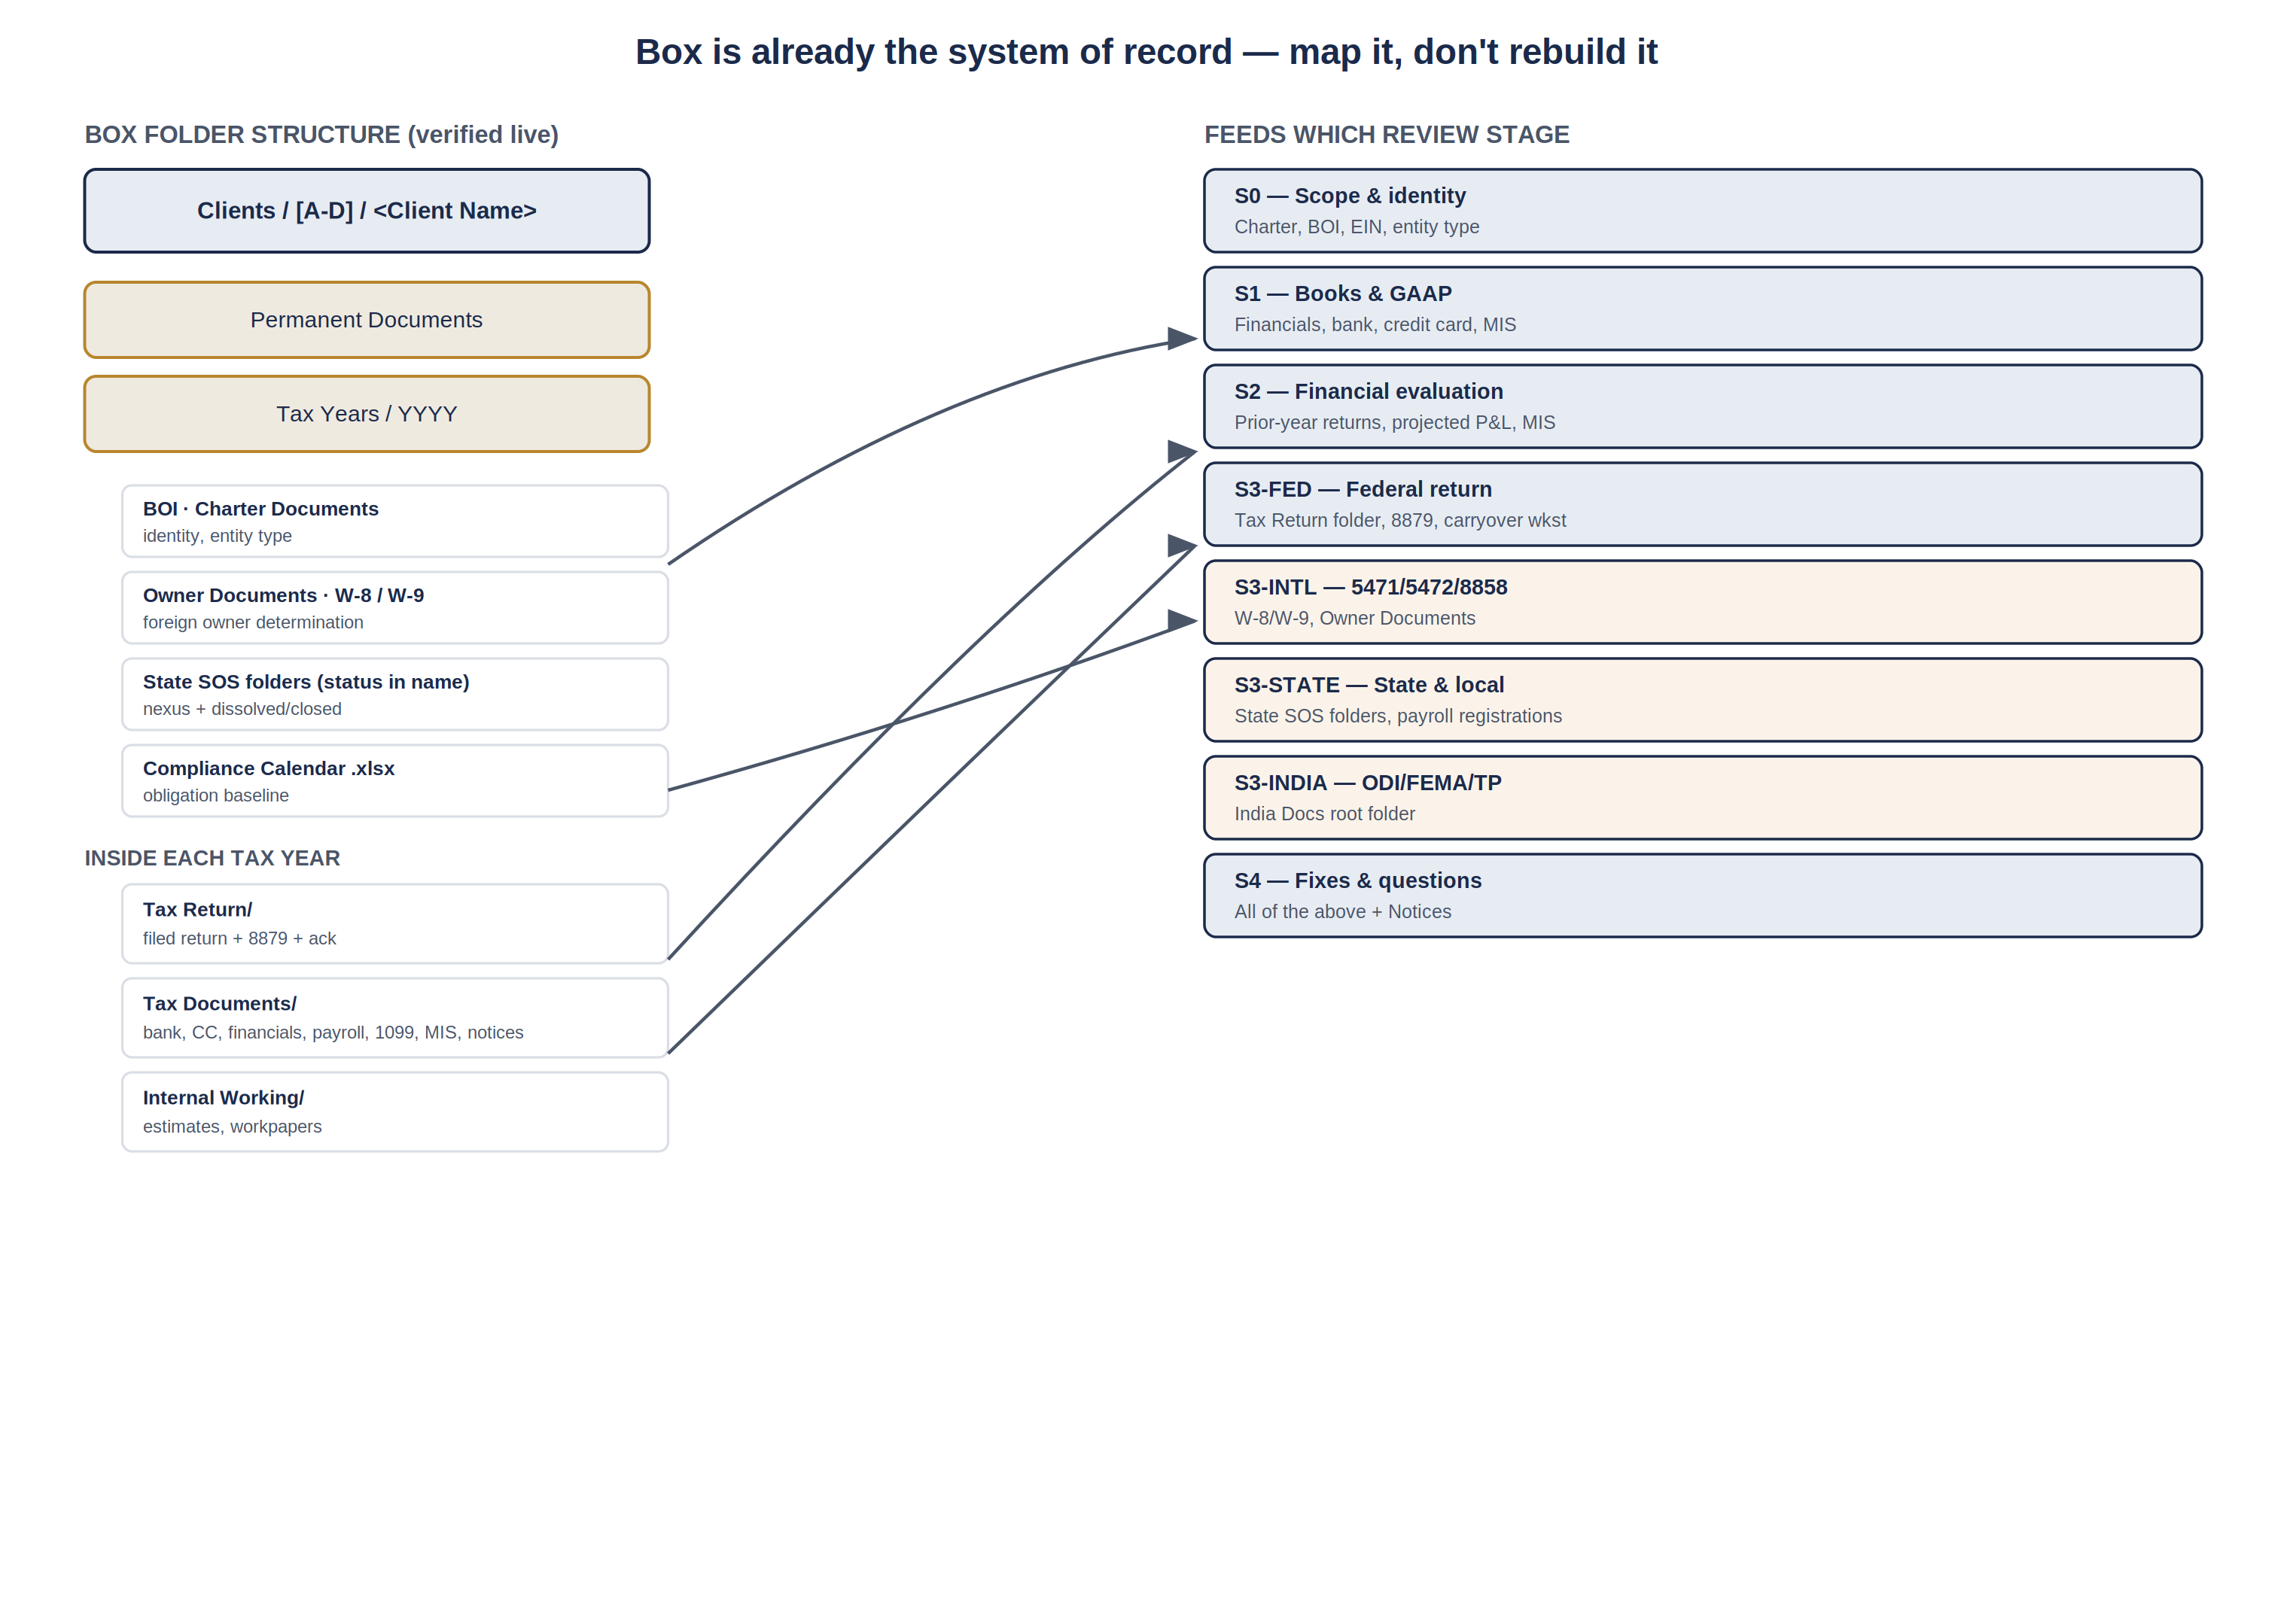 Box is already the system of record — map it, don't rebuild it
BOX FOLDER STRUCTURE (verified live)
Clients / [A-D] / <Client Name>
Permanent Documents
Tax Years / YYYY
BOI · Charter Documents
identity, entity type
Owner Documents · W-8 / W-9
foreign owner determination
State SOS folders (status in name)
nexus + dissolved/closed
Compliance Calendar .xlsx
obligation baseline
INSIDE EACH TAX YEAR
Tax Return/
filed return + 8879 + ack
Tax Documents/
bank, CC, financials, payroll, 1099, MIS, notices
Internal Working/
estimates, workpapers
FEEDS WHICH REVIEW STAGE
S0 — Scope & identity
Charter, BOI, EIN, entity type
S1 — Books & GAAP
Financials, bank, credit card, MIS
S2 — Financial evaluation
Prior-year returns, projected P&L, MIS
S3-FED — Federal return
Tax Return folder, 8879, carryover wkst
S3-INTL — 5471/5472/8858
W-8/W-9, Owner Documents
S3-STATE — State & local
State SOS folders, payroll registrations
S3-INDIA — ODI/FEMA/TP
India Docs root folder
S4 — Fixes & questions
All of the above + Notices